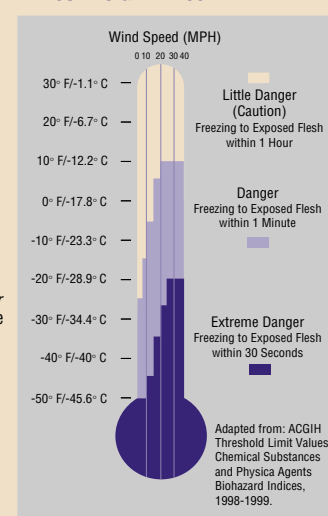 Wind Speed (MPH)
0 10 20 30 40
30° F/-1.1° C
20° F/-6.7° C
10° F/-12.2° C
0° F/-17.8° C
-10° F/-23.3° C
-20° F/-28.9° C
-30° F/-34.4° C
-40° F/-40° C
-50° F/-45.6° C
Little Danger
(Caution)
Freezing to Exposed Flesh
within 1 Hour
Danger
Freezing to Exposed Flesh
within 1 Minute
Extreme Danger
Freezing to Exposed Flesh
within 30 Seconds
Adapted from: ACGIH
Threshold Limit Values
Chemical Substances
and Physica Agents
Biohazard Indices,
1998-1999.